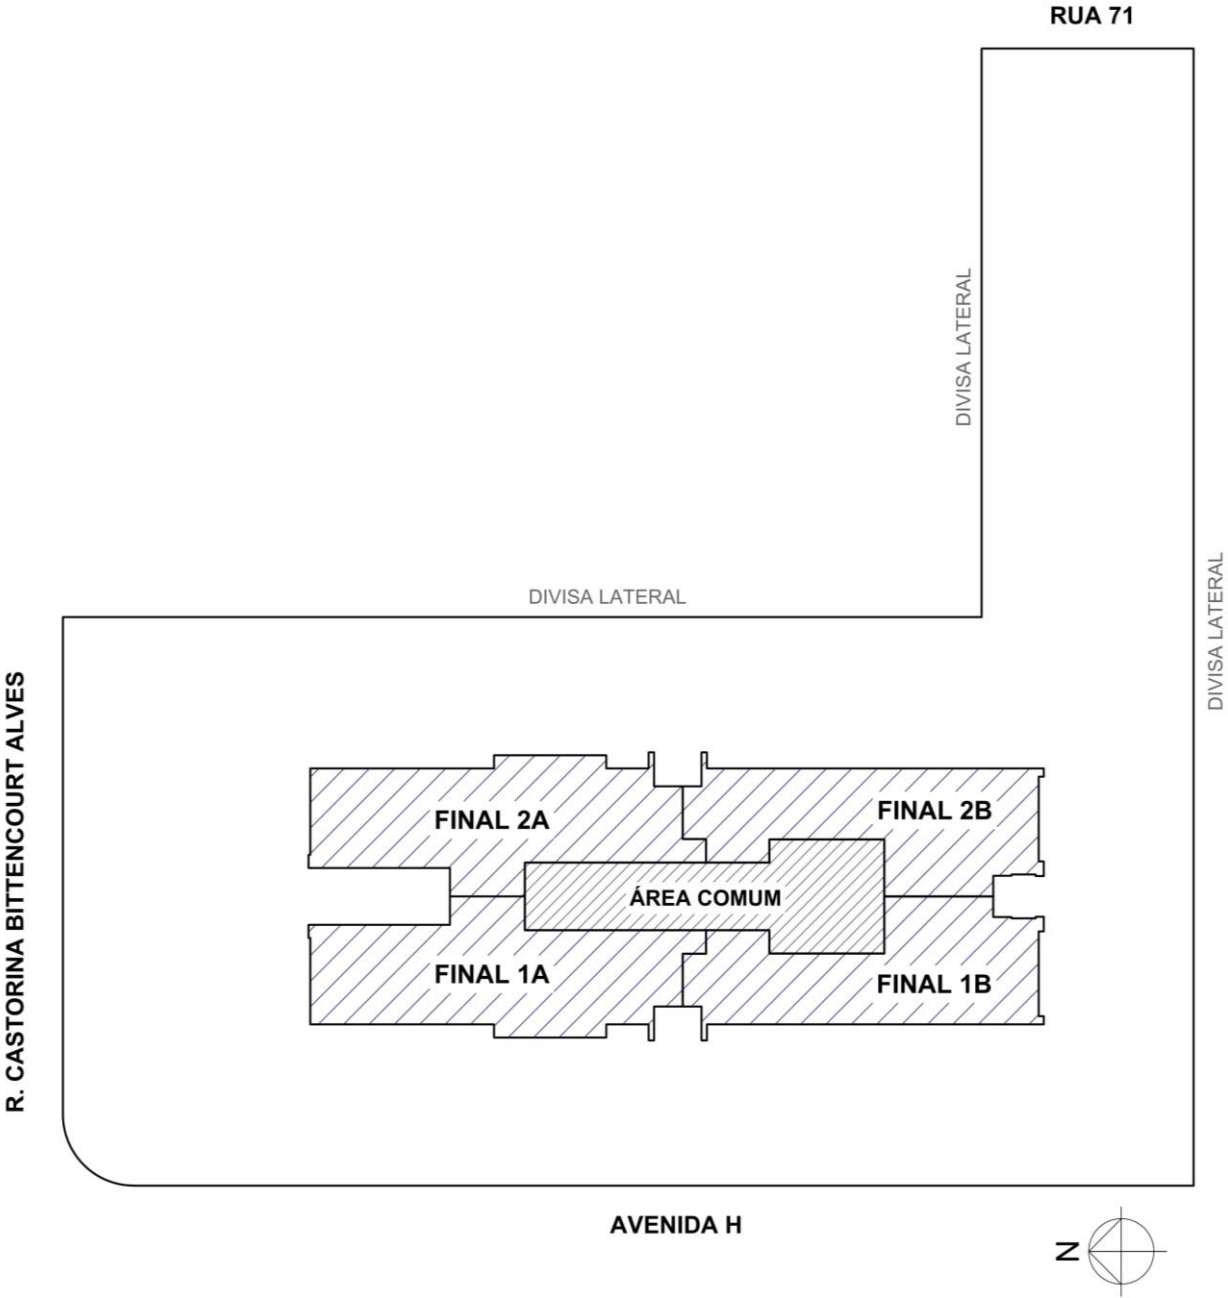 RUA 71
DIVISA LATERAL
DIVISA LATERAL
DIVISA LATERAL
R. CASTORINA BITTENCOURT ALVES
FINAL 2A
FINAL 2B
ÁREA COMUM
FINAL 1A
FINAL 1B
AVENIDA H
N